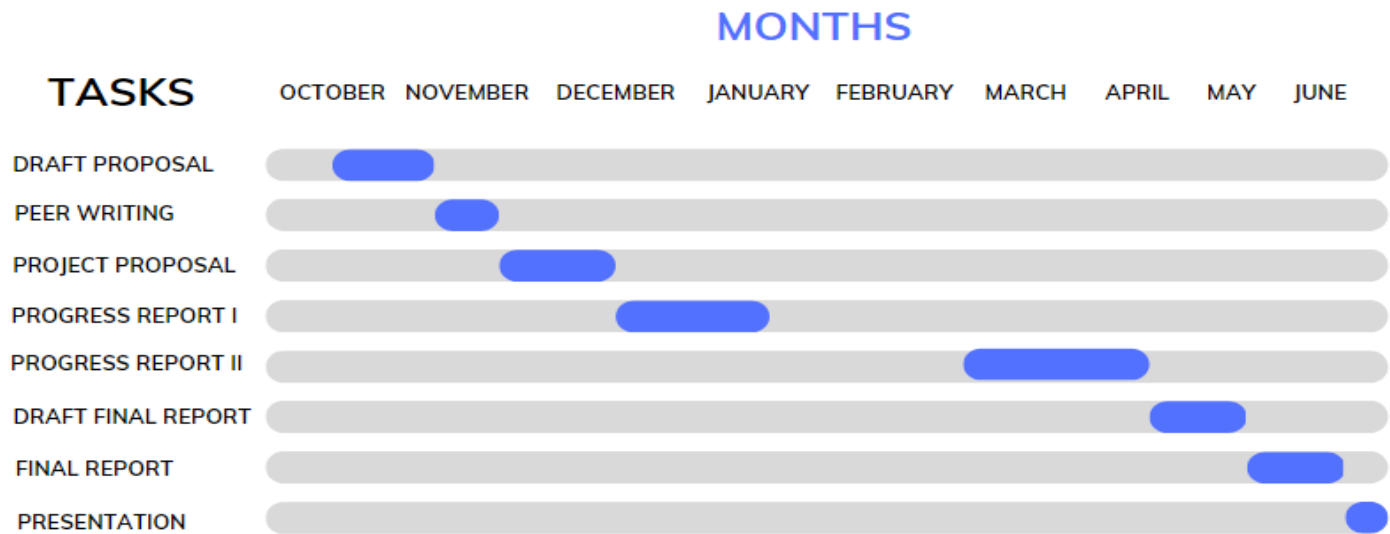 MONTHS
TASKS
OCTOBER NOVEMBER DECEMBER JANUARY FEBRUARY MARCH APRIL MAY JUNE
DRAFT PROPOSAL
PEER WRITING
PROJECT PROPOSAL
PROGRESS REPORT I
PROGRESS REPORT II
DRAFT FINAL REPORT
FINAL REPORT
PRESENTATION